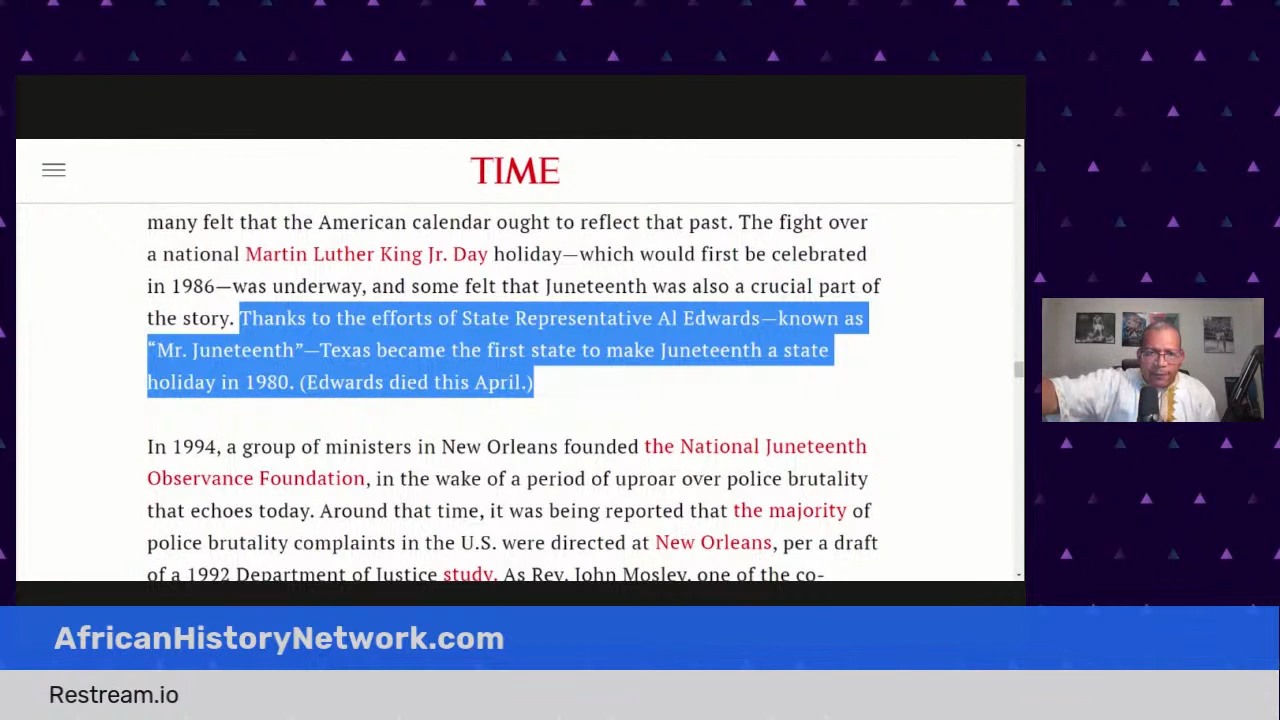 TIME
many felt that the American calendar ought to reflect that past. The fight over
a national Martin Luther King Jr. Day holiday—which would first be celebrated
in 1986—was underway, and some felt that Juneteenth was also a crucial part of
the story. Thanks to the efforts of State Representative Al Edwards—known as
“Mr. Juneteenth”—Texas became the first state to make Juneteenth a state
holiday in 1980. (Edwards died this April.)
In 1994, a group of ministers in New Orleans founded the National Juneteenth
Observance Foundation, in the wake of a period of uproar over police brutality
that echoes today. Around that time, it was being reported that the majority of
police brutality complaints in the U.S. were directed at New Orleans, per a draft
of a 1992 Department of Justice study. As Rev. John Mosley, one of the co-
AfricanHistoryNetwork.com
Restream.io